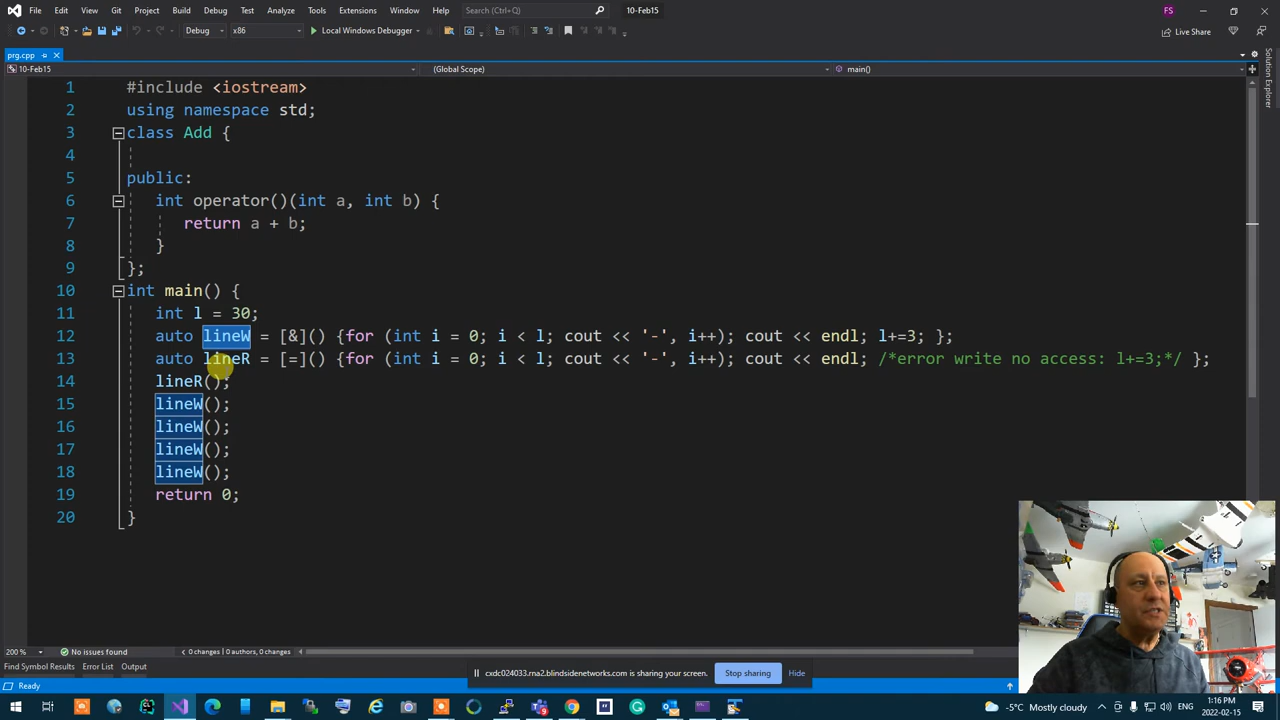 File Edit View Git Project Build Debug Test Analyze Tools Extensions Window Help Search (Ctrl+Q) 10-Feb15 FS
Debug x86 Local Windows Debugger Live Share
prg.cpp
10-Feb15 (Global Scope) main()
Solution Explorer
1 #include <iostream>
2 using namespace std;
3 class Add {
4
5 public:
6 int operator()(int a, int b) {
7 return a + b;
8 }
9 };
10 int main() {
11 int l = 30;
12 auto lineW = [&]() {for (int i = 0; i < l; cout << '-', i++); cout << endl; l+=3; };
13 auto lineR = [=]() {for (int i = 0; i < l; cout << '-', i++); cout << endl; /*error write no access: l+=3;*/ };
14 lineR();
15 lineW();
16 lineW();
17 lineW();
18 lineW();
19 return 0;
20 }
200 % No issues found 0 changes | 0 authors, 0 changes
Find Symbol Results Error List Output
cxdc024033.rna2.blindsidenetworks.com is sharing your screen. Stop sharing Hide
Ready
-5°C Mostly cloudy 1:16 PM
2022-02-15